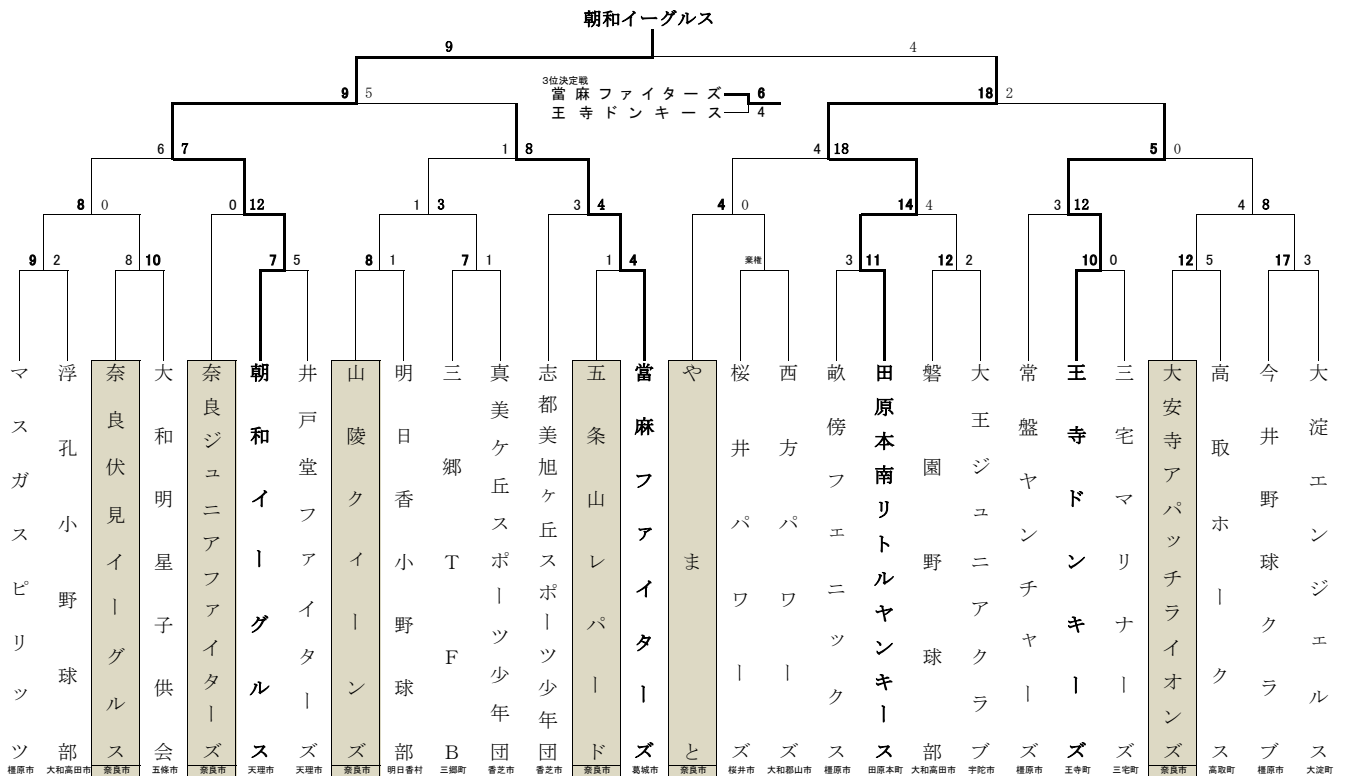 朝和イーグルス
9 4
3位決定戦
9 5 當麻ファイターズ 6 18 2
王寺ドンキース 4
6 7 1 8 4 18 5 0
8 0 0 12 1 3 3 4 4 0 14 4 3 12 4 8
9 2 8 10 7 5 8 1 7 1 1 4 棄権 3 11 12 2 10 0 12 5 17 3
マスガスピリッツ
浮孔小野球部
奈良伏見イーグルス
大和明星子供会
奈良ジュニアファイターズ
朝和イーグルス
井戸堂ファイターズ
山陵クイーンズ
明日香小野球部
三郷TFB
真美ケ丘スポーツ少年団
志都美旭ヶ丘スポーツ少年団
五条山レパード
當麻ファイターズ
やまと
桜井パワーズ
西方パワーズ
畝傍フェニックス
田原本南リトルヤンキース
磐園野球部
大王ジュニアクラブ
常盤ヤンチャーズ
王寺ドンキーズ
三宅マリナーズ
大安寺アパッチライオンズ
高取ホークス
今井野球クラブ
大淀エンジェルス
橿原市 大和高田市 奈良市 五條市 奈良市 天理市 天理市 奈良市 明日香村 三郷町 香芝市 香芝市 奈良市 葛城市 奈良市 桜井市 大和郡山市 橿原市 田原本町 大和高田市 宇陀市 橿原市 王寺町 三宅町 奈良市 高取町 橿原市 大淀町